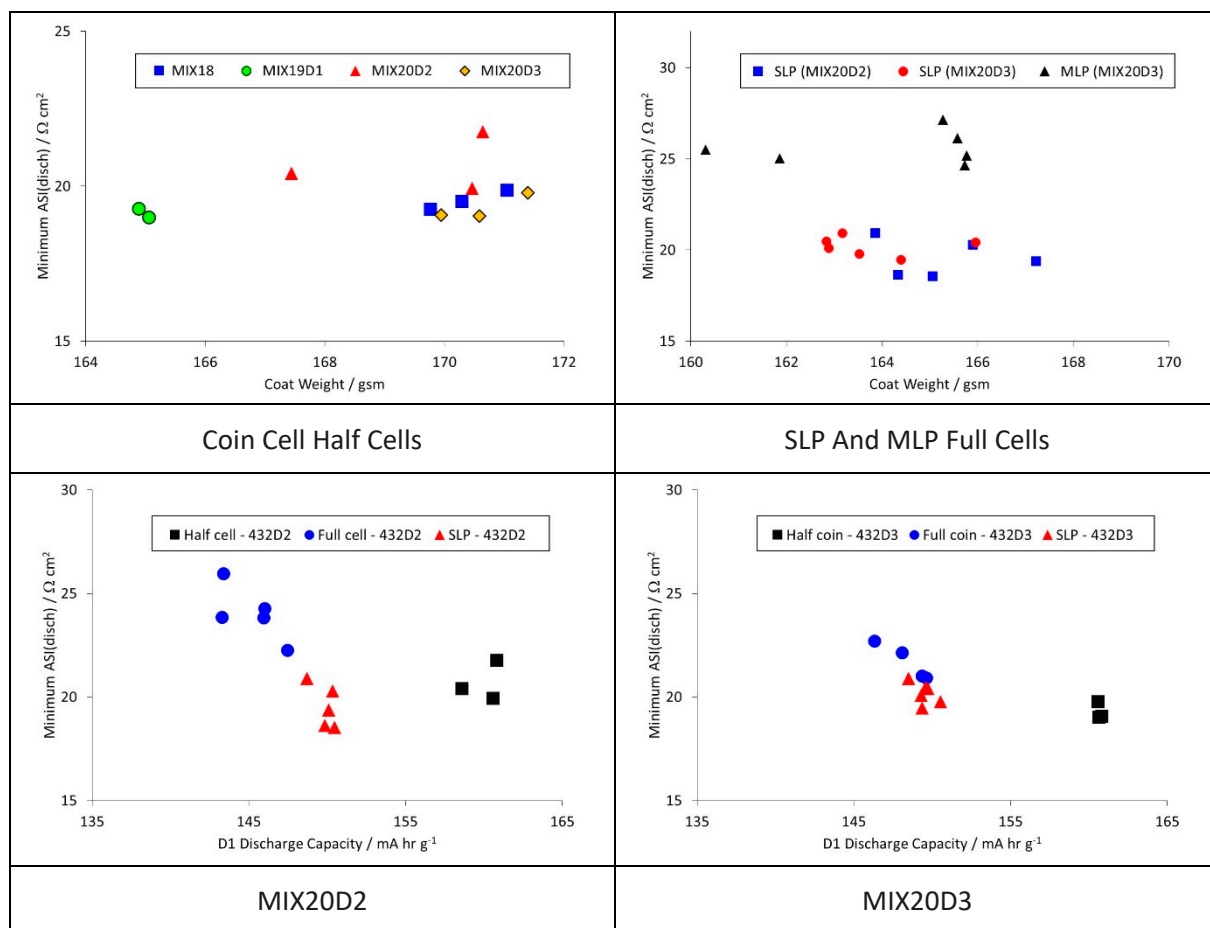 25
20
15
Minimum ASI(disch) / Ω cm²
MIX18 MIX19D1 MIX20D2 MIX20D3
164 166 168 170 172
Coat Weight / gsm
30
25
20
15
Minimum ASI(disch) / Ω cm²
SLP (MIX20D2) SLP (MIX20D3) MLP (MIX20D3)
160 162 164 166 168 170
Coat Weight / gsm
Coin Cell Half Cells
SLP And MLP Full Cells
30
25
20
15
Minimum ASI(disch) / Ω cm²
Half cell - 432D2 Full cell - 432D2 SLP - 432D2
135 145 155 165
D1 Discharge Capacity / mA hr g⁻¹
30
25
20
15
Minimum ASI(disch) / Ω cm²
Half coin - 432D3 Full coin - 432D3 SLP - 432D3
135 145 155 165
D1 Discharge Capacity / mA hr g⁻¹
MIX20D2
MIX20D3